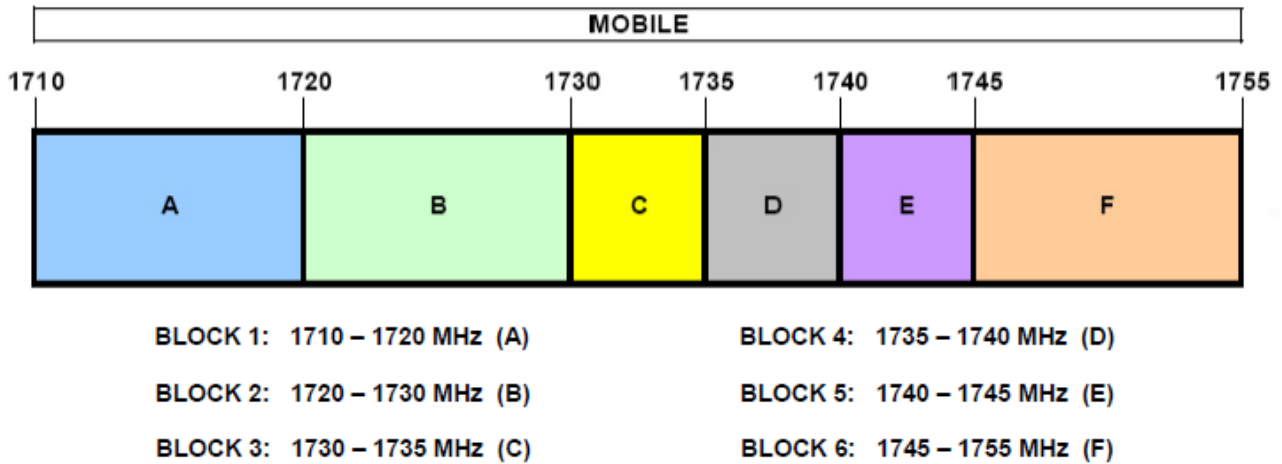 MOBILE
1710 1720 1730 1735 1740 1745 1755
A B C D E F
BLOCK 1: 1710 – 1720 MHz (A) BLOCK 4: 1735 – 1740 MHz (D)
BLOCK 2: 1720 – 1730 MHz (B) BLOCK 5: 1740 – 1745 MHz (E)
BLOCK 3: 1730 – 1735 MHz (C) BLOCK 6: 1745 – 1755 MHz (F)